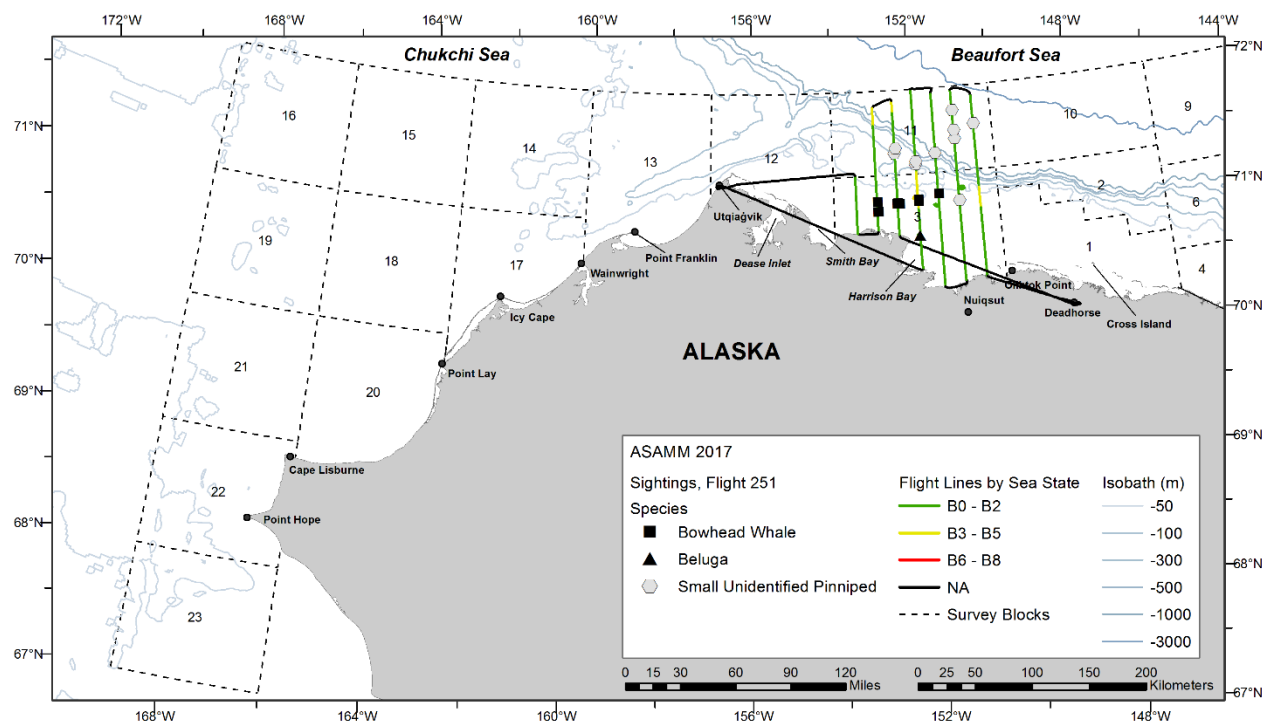 172°W 168°W 164°W 160°W 156°W 152°W 148°W 144°W
Chukchi Sea
Beaufort Sea
72°N
71°N
71°N
70°N
70°N
69°N
69°N
68°N
68°N
67°N
67°N
16
15
14
13
12
11
10
9
2
6
3
1
4
19
18
17
21
20
22
23
Utqiaġvik
Dease Inlet
Smith Bay
Harrison Bay
Point Franklin
Wainwright
Icy Cape
Point Lay
Cape Lisburne
Point Hope
Oliktok Point
Nuiqsut
Deadhorse
Cross Island
ALASKA
ASAMM 2017
Sightings, Flight 251
Species
Bowhead Whale
Beluga
Small Unidentified Pinniped
Flight Lines by Sea State
B0 - B2
B3 - B5
B6 - B8
NA
Survey Blocks
Isobath (m)
-50
-100
-300
-500
-1000
-3000
0 15 30 60 90 120
Miles
0 25 50 100 150 200
Kilometers
168°W 164°W 160°W 156°W 152°W 148°W